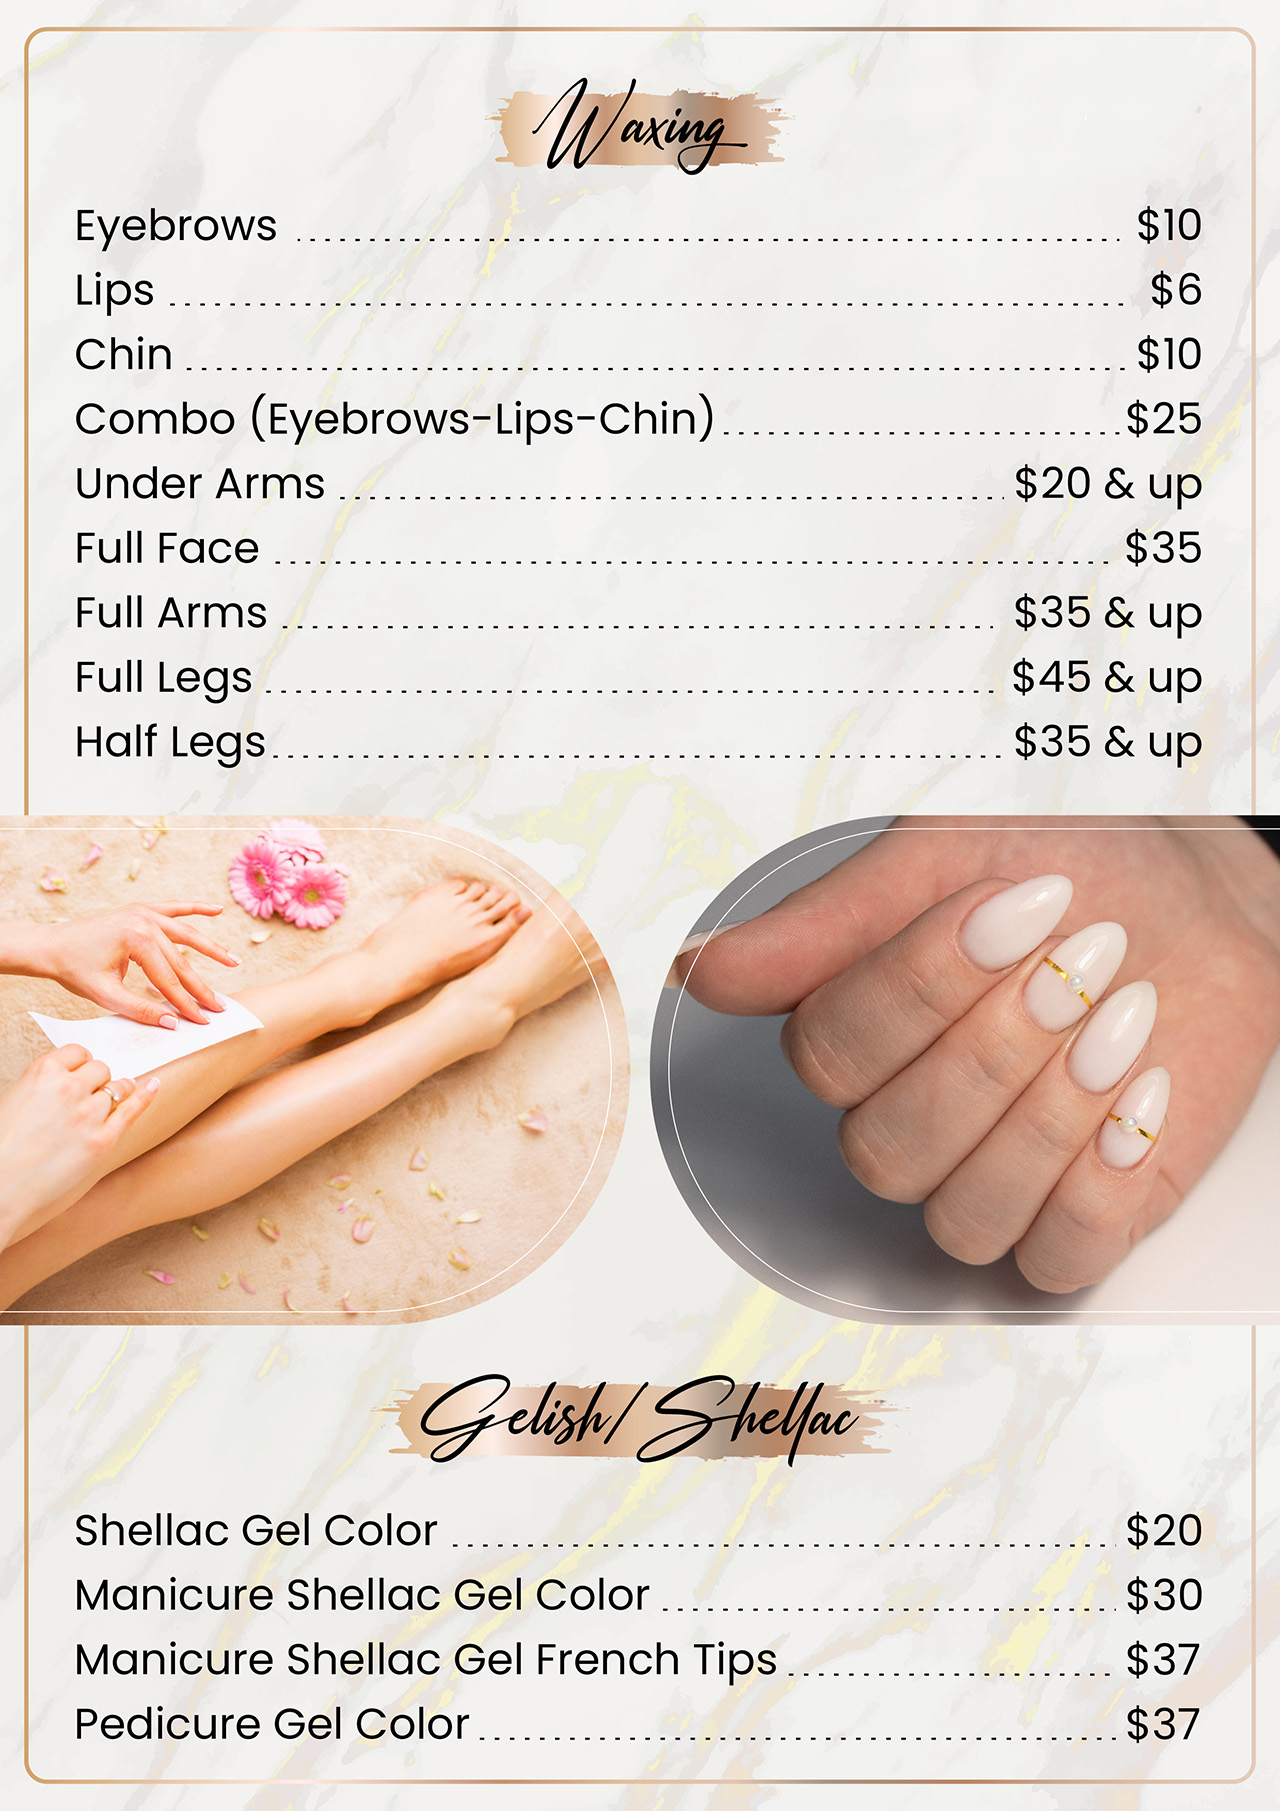 Waxing
Eyebrows $10
Lips $6
Chin $10
Combo (Eyebrows-Lips-Chin) $25
Under Arms $20 & up
Full Face $35
Full Arms $35 & up
Full Legs $45 & up
Half Legs $35 & up
Gelish/Shellac
Shellac Gel Color $20
Manicure Shellac Gel Color $30
Manicure Shellac Gel French Tips $37
Pedicure Gel Color $37